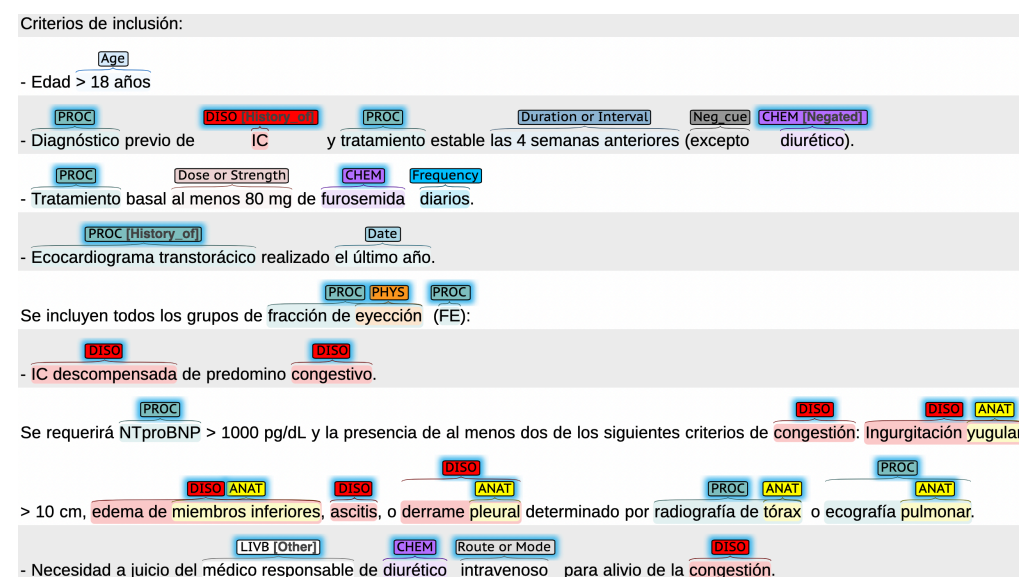 Criterios de inclusión:
Age
- Edad > 18 años
PROC DISO [History_of] PROC Duration or Interval Neg_cue CHEM [Negated]
- Diagnóstico previo de IC y tratamiento estable las 4 semanas anteriores (excepto diurético).
PROC Dose or Strength CHEM Frequency
- Tratamiento basal al menos 80 mg de furosemida diarios.
PROC [History_of] Date
- Ecocardiograma transtorácico realizado el último año.
PROC PHYS PROC
Se incluyen todos los grupos de fracción de eyección (FE):
DISO DISO
- IC descompensada de predomino congestivo.
PROC DISO DISO ANAT
Se requerirá NTproBNP > 1000 pg/dL y la presencia de al menos dos de los siguientes criterios de congestión: Ingurgitación yugular
DISO PROC
DISO ANAT DISO ANAT PROC ANAT ANAT
> 10 cm, edema de miembros inferiores, ascitis, o derrame pleural determinado por radiografía de tórax o ecografía pulmonar.
LIVB [Other] CHEM Route or Mode DISO
- Necesidad a juicio del médico responsable de diurético intravenoso para alivio de la congestión.